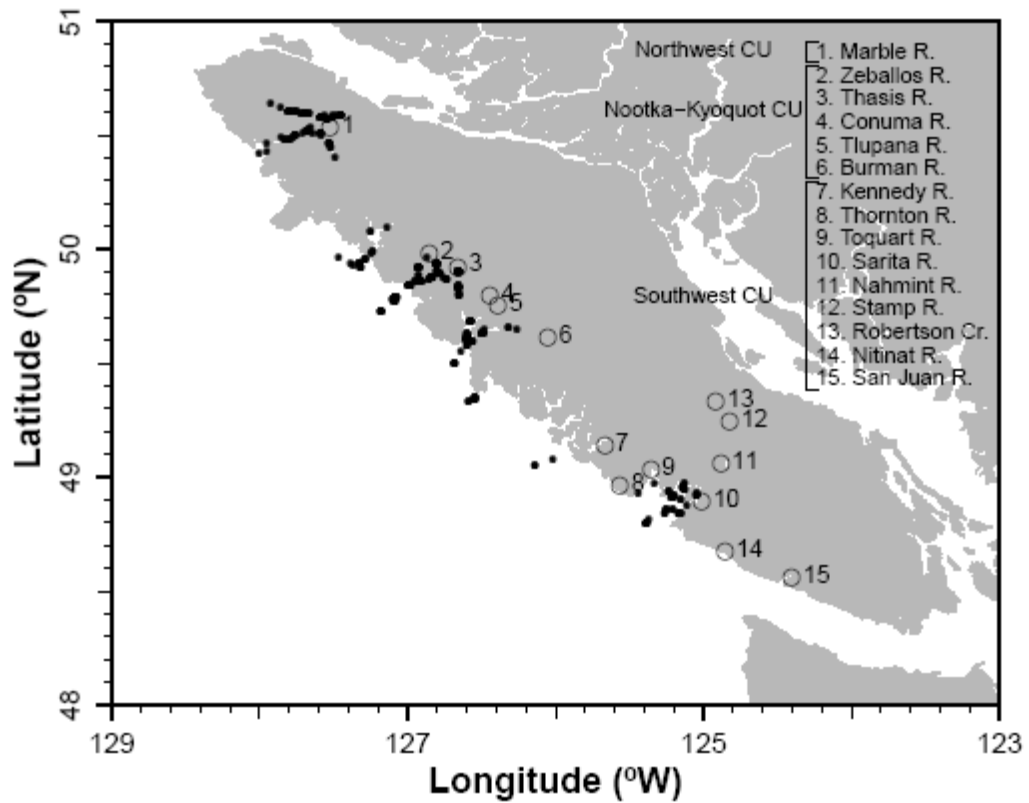 Northwest CU
1. Marble R.
2. Zeballos R.
Nootka-Kyoquot CU
3. Thasis R.
4. Conuma R.
5. Tlupana R.
6. Burman R.
7. Kennedy R.
8. Thornton R.
9. Toquart R.
10. Sarita R.
Southwest CU
11. Nahmint R.
12. Stamp R.
13. Robertson Cr.
14. Nitinat R.
15. San Juan R.
51
50
49
48
Latitude (ºN)
1
2
3
4
5
6
13
12
7
9
11
8
10
14
15
129
127
125
123
Longitude (ºW)